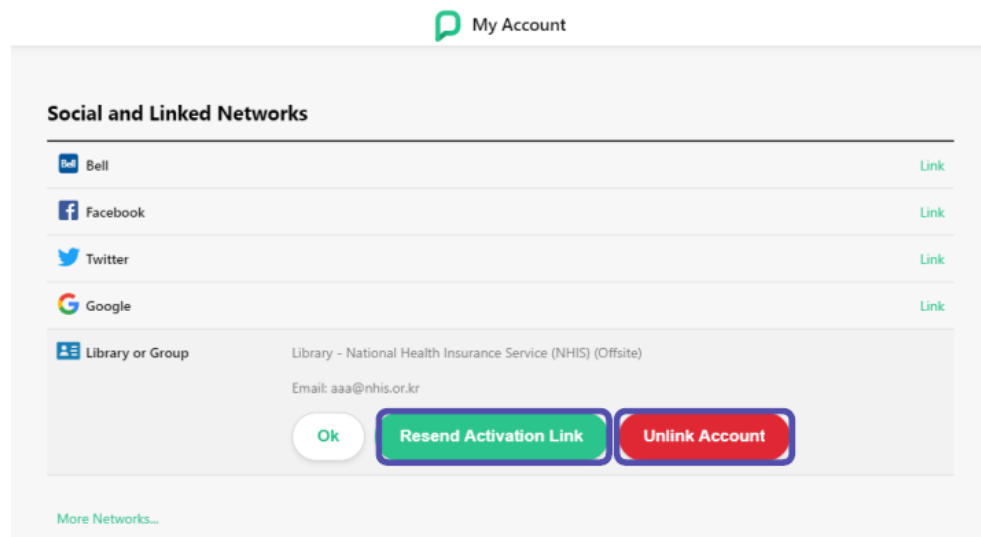 My Account
Social and Linked Networks
Bell Bell Link
Facebook Link
Twitter Link
Google Link
Library or Group Library - National Health Insurance Service (NHIS) (Offsite)
Email: aaa@nhis.or.kr
Ok Resend Activation Link Unlink Account
More Networks...